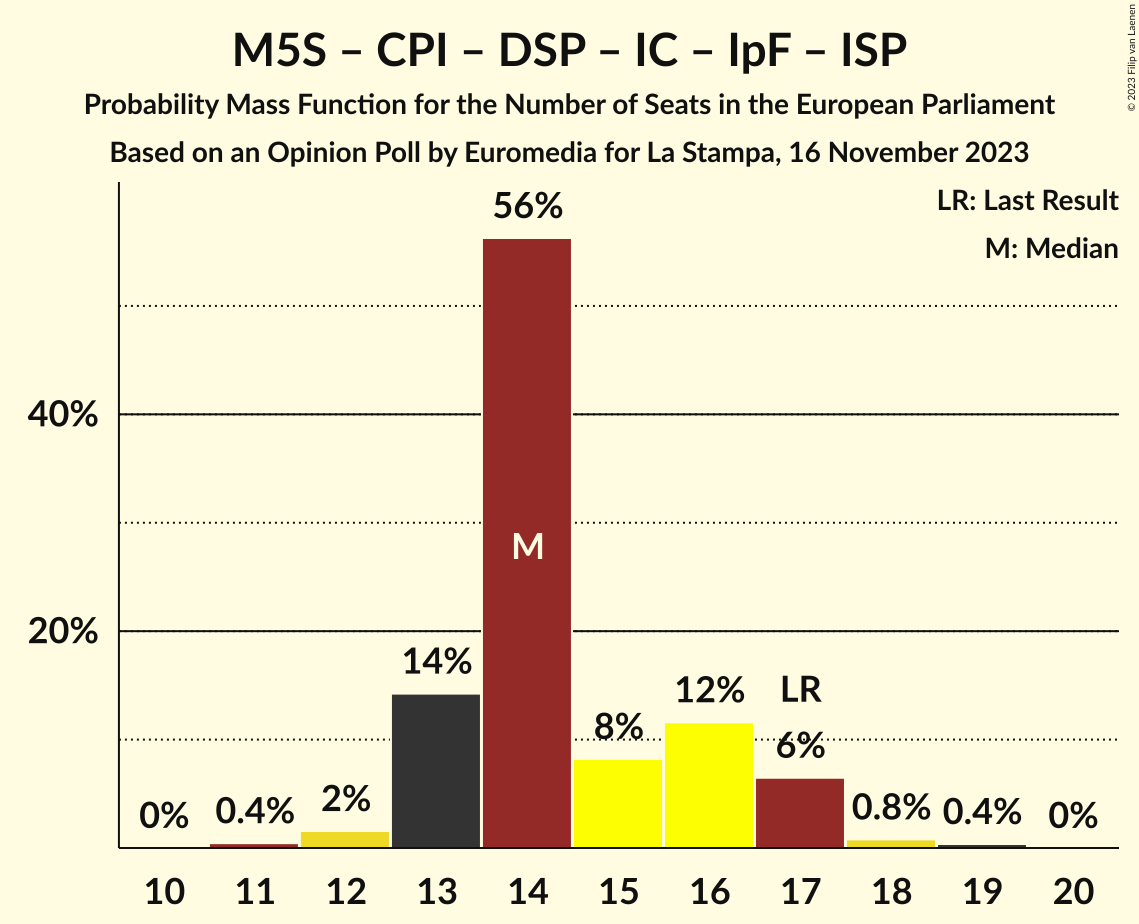 M5S – CPI – DSP – IC – IpF – ISP
Probability Mass Function for the Number of Seats in the European Parliament
Based on an Opinion Poll by Euromedia for La Stampa, 16 November 2023
© 2023 Filip van Laenen
LR: Last Result
M: Median
56%
40%
M
20%
14%
12%
LR
8%
6%
0%
0.4%
2%
0.8%
0.4%
0%
10 11 12 13 14 15 16 17 18 19 20